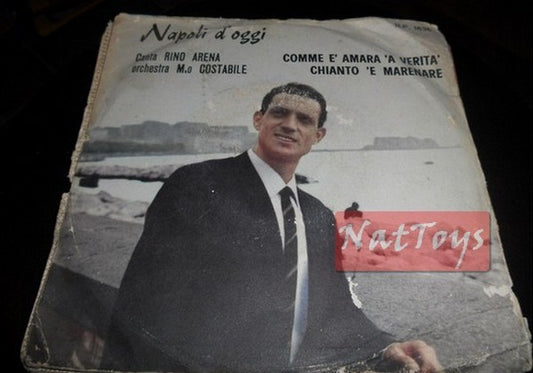 Napoli d'oggi
Canta RINO ARENA
orchestra M.o COSTABILE
COMME E' AMARA 'A VERITA'
CHIANTO 'E MARENARE
NatToys